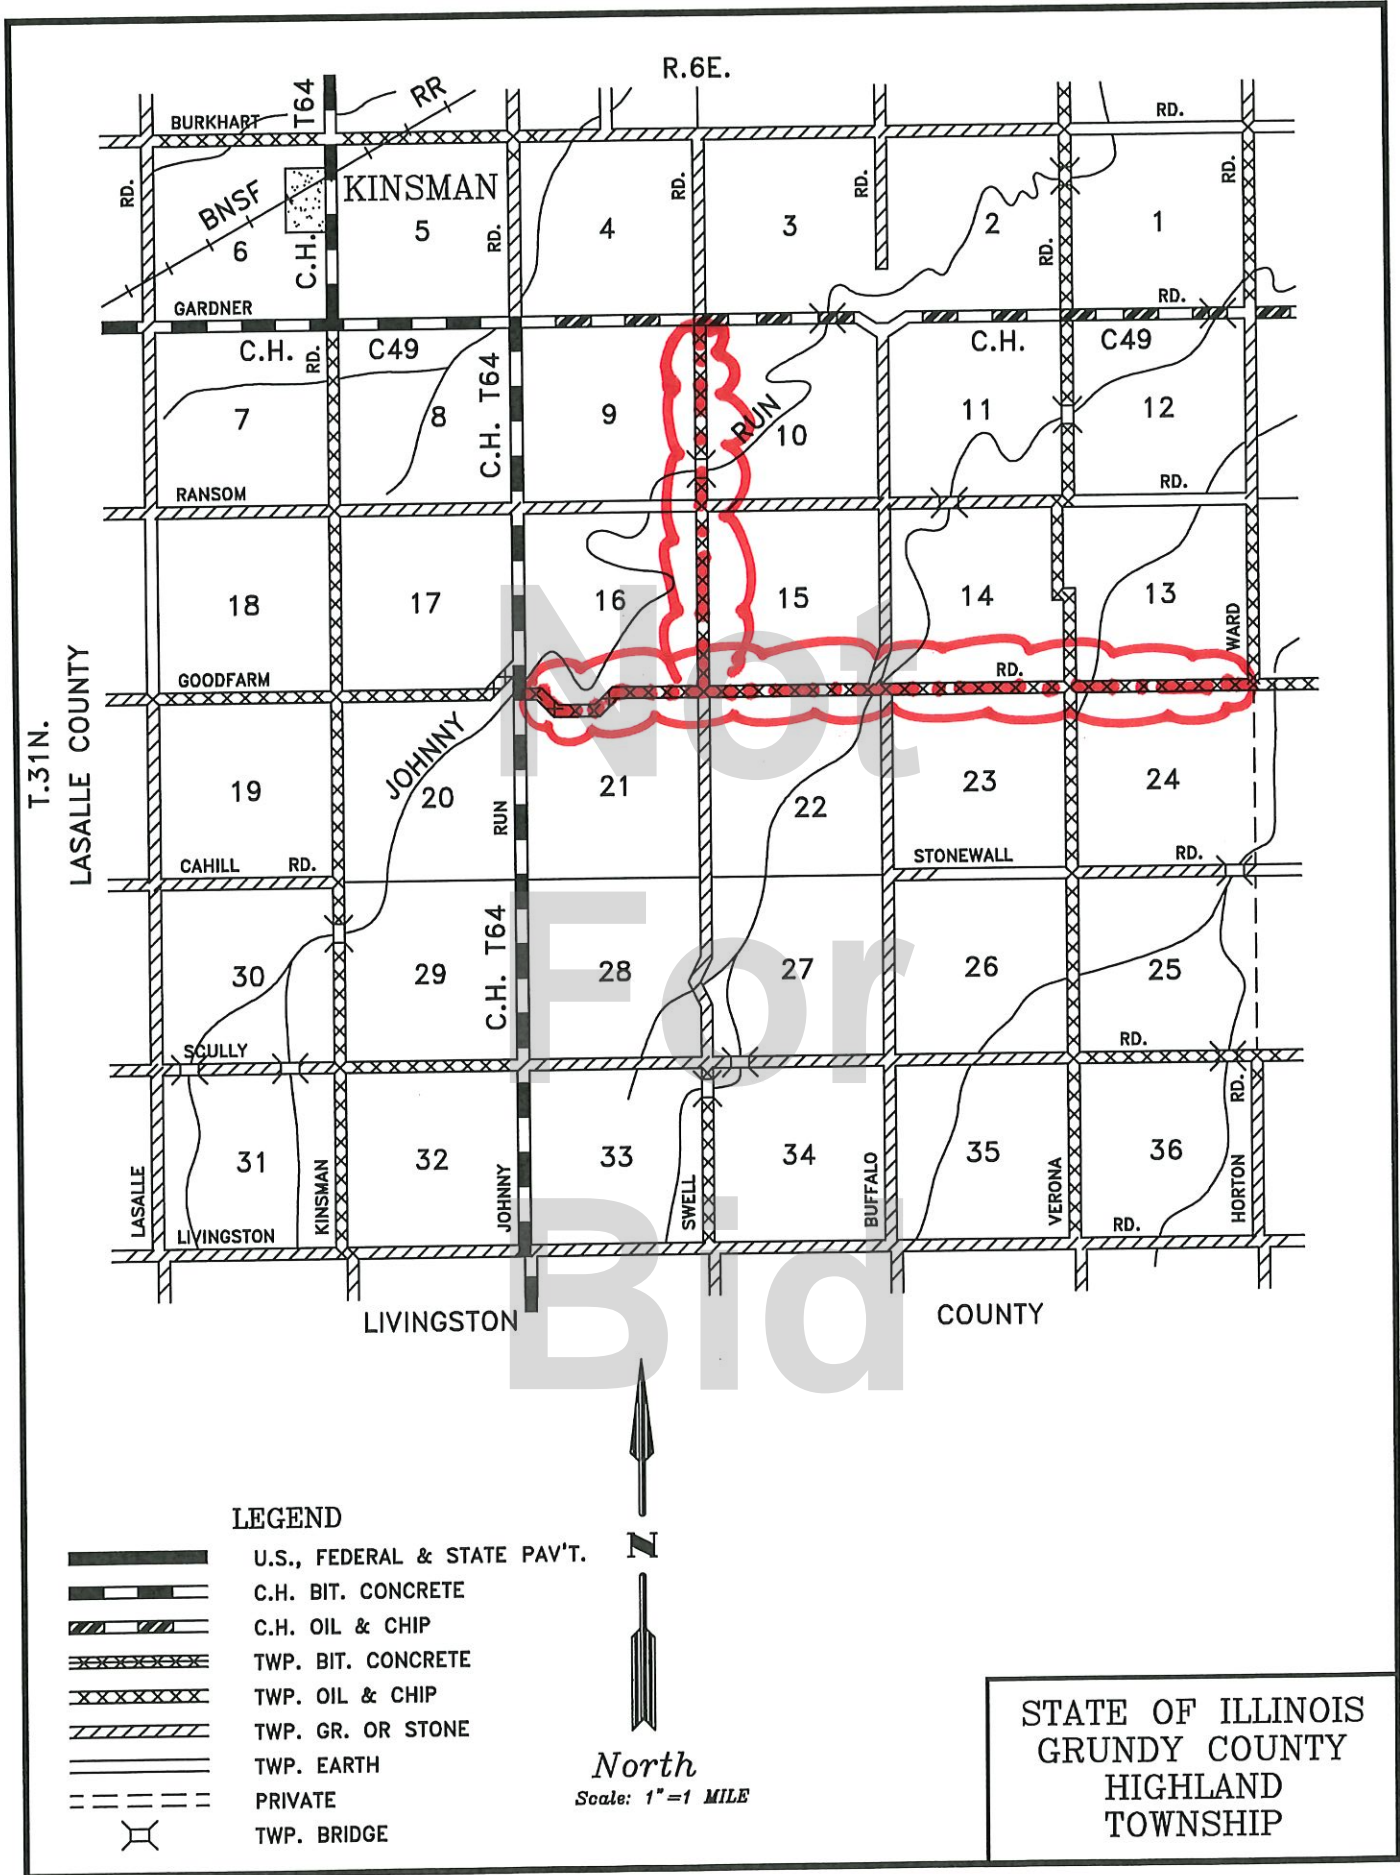 R.6E.
T64
RR
BURKHART
RD.
RD.
RD.
RD.
RD.
BNSF
KINSMAN
6
5
4
3
2
1
C.H.
RD.
RD.
GARDNER
RD.
C.H.
RD.
C49
C.H.
C49
C.H. T64
7
8
9
RUN
10
11
12
RANSOM
RD.
18
17
16
15
14
13
WARD
GOODFARM
RD.
T.31N.
LASALLE COUNTY
JOHNNY
19
20
RUN
21
22
23
24
CAHILL RD.
STONEWALL
RD.
30
29
C.H. T64
28
27
26
25
SCULLY
RD.
RD.
31
32
33
34
35
36
LASALLE
KINSMAN
JOHNNY
SWELL
BUFFALO
VERONA
HORTON
LIVINGSTON
RD.
LIVINGSTON
COUNTY
Not
For
Bid
LEGEND
U.S., FEDERAL & STATE PAV'T.
C.H. BIT. CONCRETE
C.H. OIL & CHIP
TWP. BIT. CONCRETE
TWP. OIL & CHIP
TWP. GR. OR STONE
TWP. EARTH
PRIVATE
TWP. BRIDGE
N
North
Scale: 1"=1 MILE
STATE OF ILLINOIS
GRUNDY COUNTY
HIGHLAND
TOWNSHIP